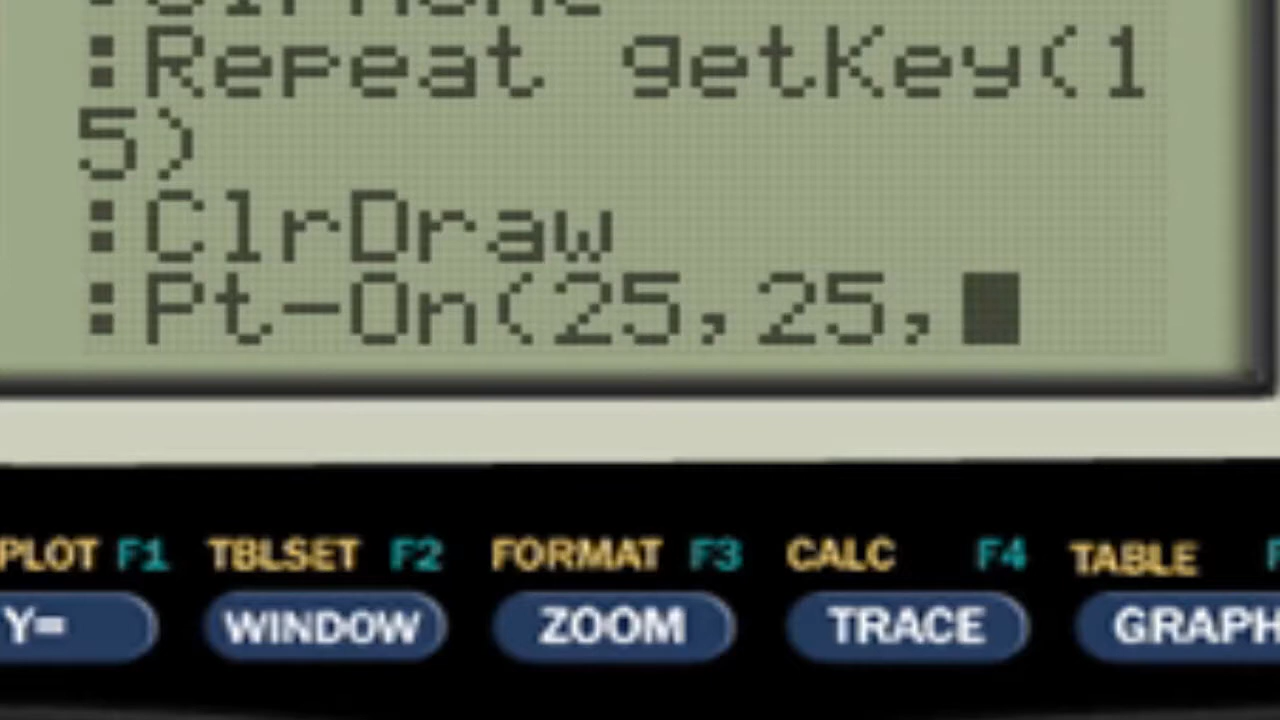 :ClrHome
:Repeat getKey(1
5)
:ClrDraw
:Pt-On(25,25,
PLOT F1 TBLSET F2 FORMAT F3 CALC F4 TABLE
Y= WINDOW ZOOM TRACE GRAPH